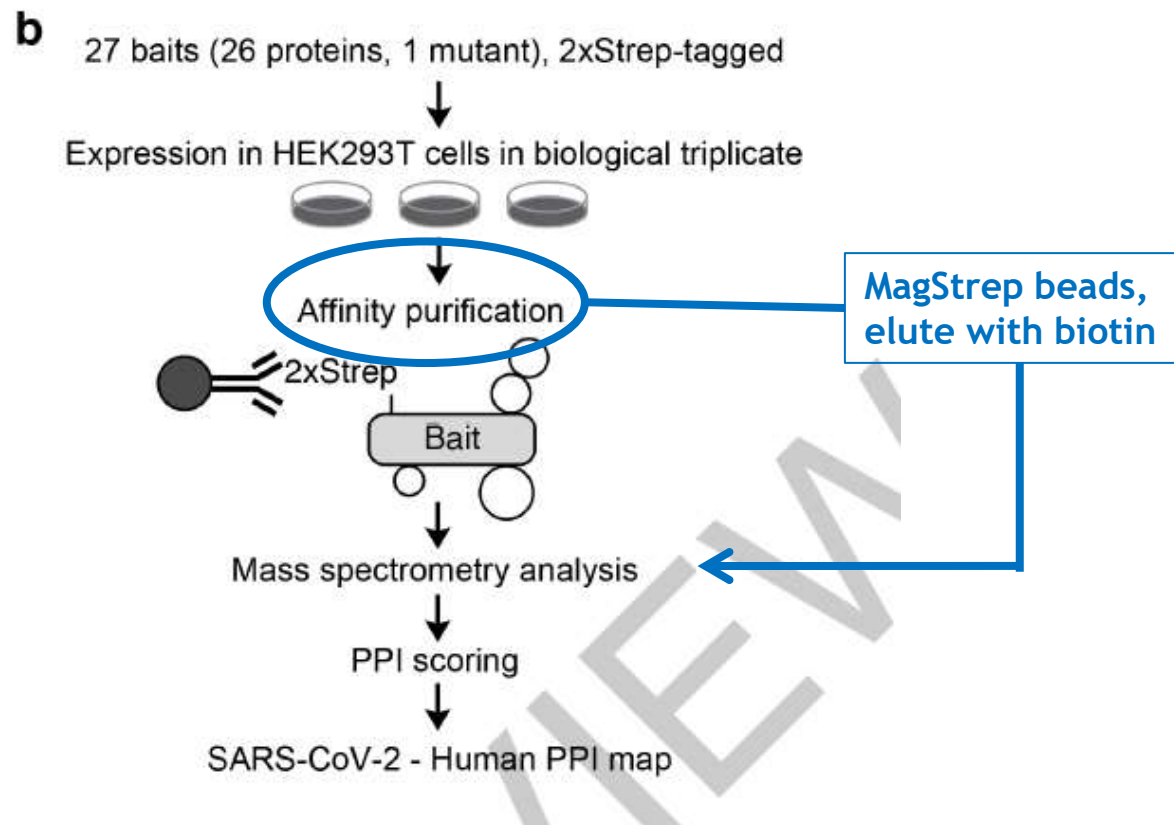 b
27 baits (26 proteins, 1 mutant), 2xStrep-tagged
Expression in HEK293T cells in biological triplicate
Affinity purification
MagStrep beads,
elute with biotin
2xStrep
Bait
Mass spectrometry analysis
PPI scoring
SARS-CoV-2 - Human PPI map
VIEW